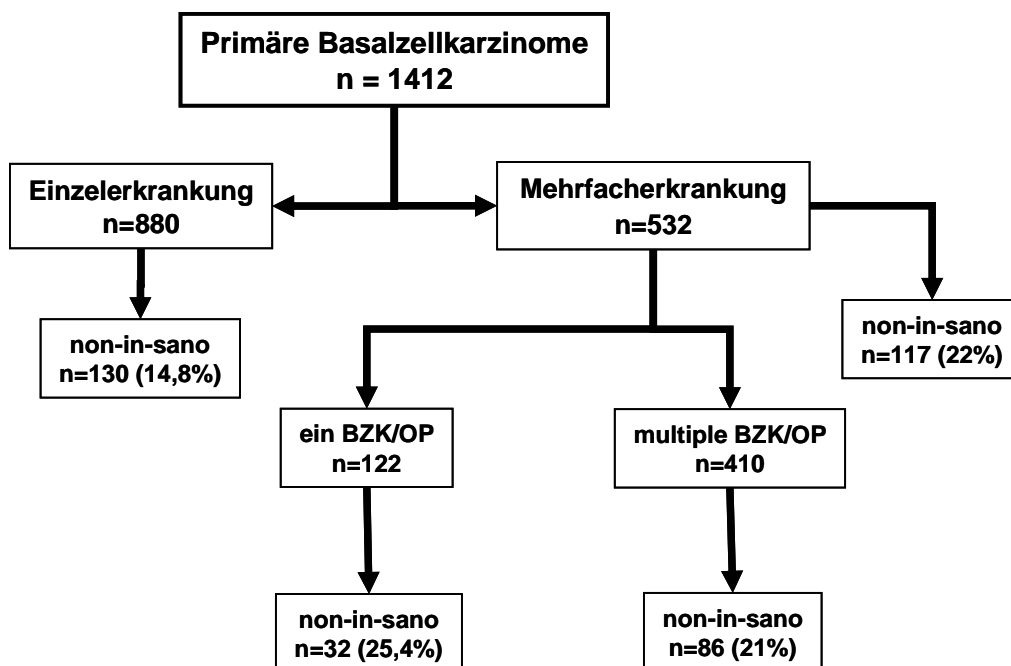 Primäre Basalzellkarzinome
n = 1412
Einzelerkrankung
n=880
Mehrfacherkrankung
n=532
non-in-sano
n=130 (14,8%)
non-in-sano
n=117 (22%)
ein BZK/OP
n=122
multiple BZK/OP
n=410
non-in-sano
n=32 (25,4%)
non-in-sano
n=86 (21%)